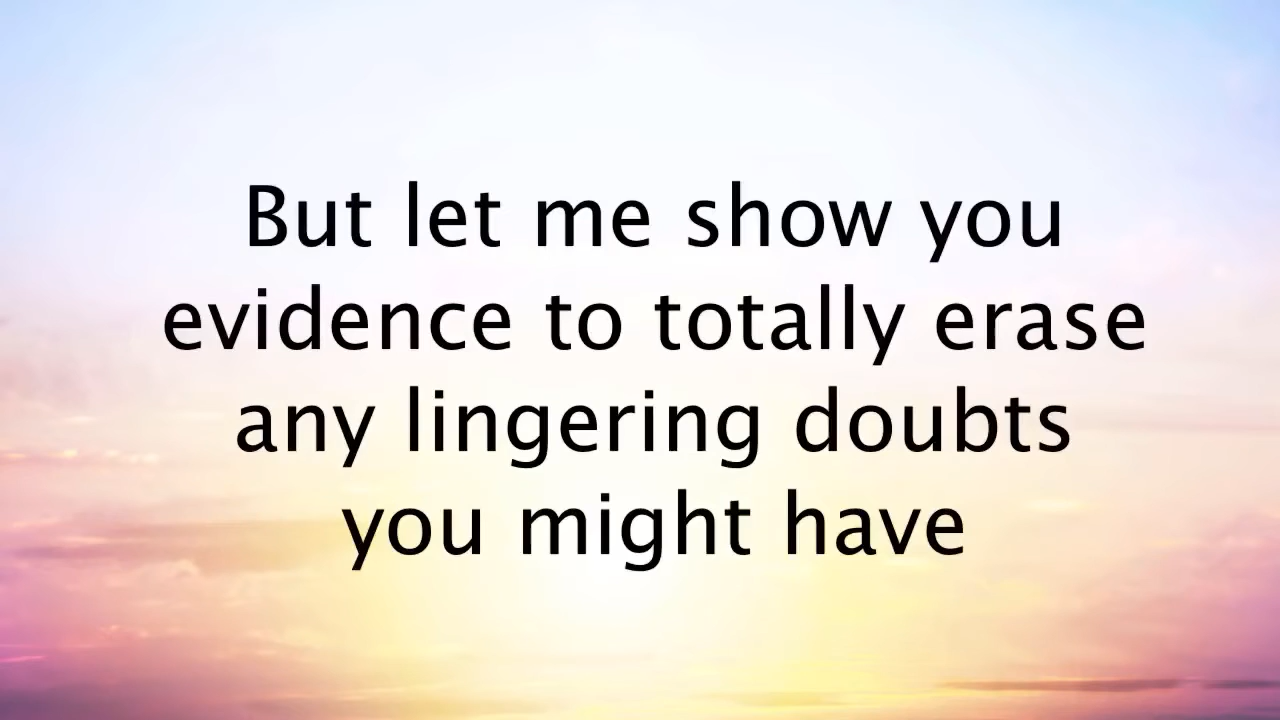 But let me show you
evidence to totally erase
any lingering doubts
you might have